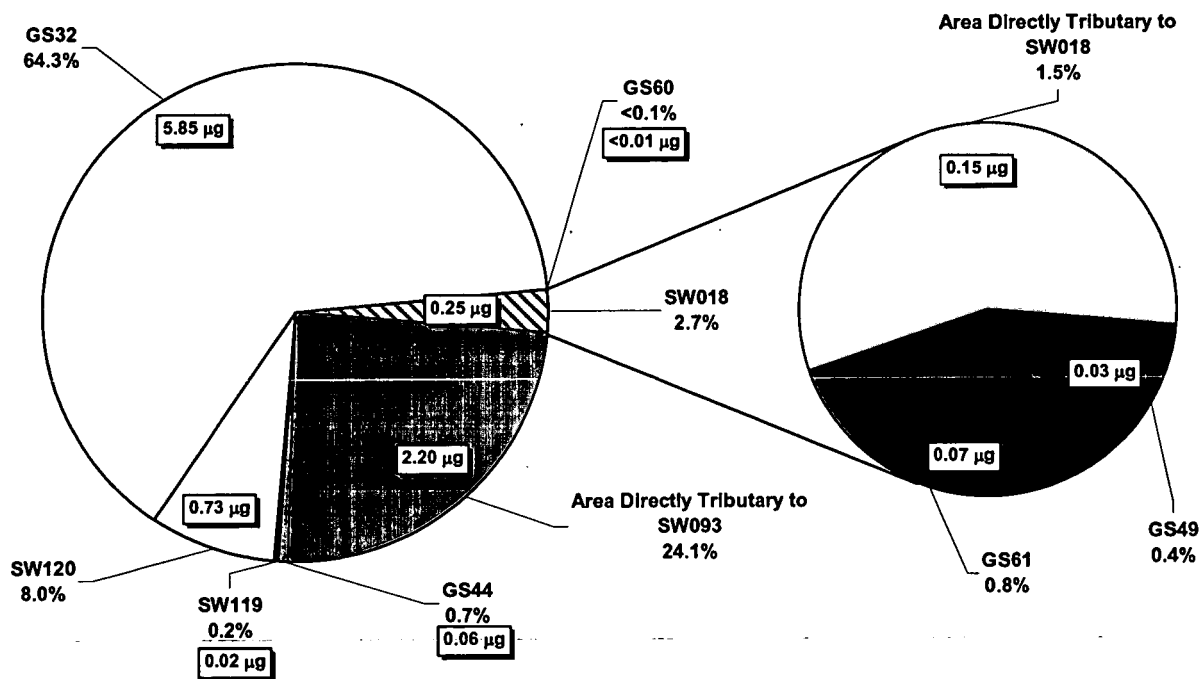 GS32
64.3%
5.85 µg
GS60
<0.1%
<0.01 µg
SW018
2.7%
0.25 µg
2.20 µg
Area Directly Tributary to
SW093
24.1%
GS44
0.7%
0.06 µg
SW119
0.2%
0.02 µg
0.73 µg
SW120
8.0%
Area Directly Tributary to
SW018
1.5%
0.15 µg
0.03 µg
GS49
0.4%
0.07 µg
GS61
0.8%